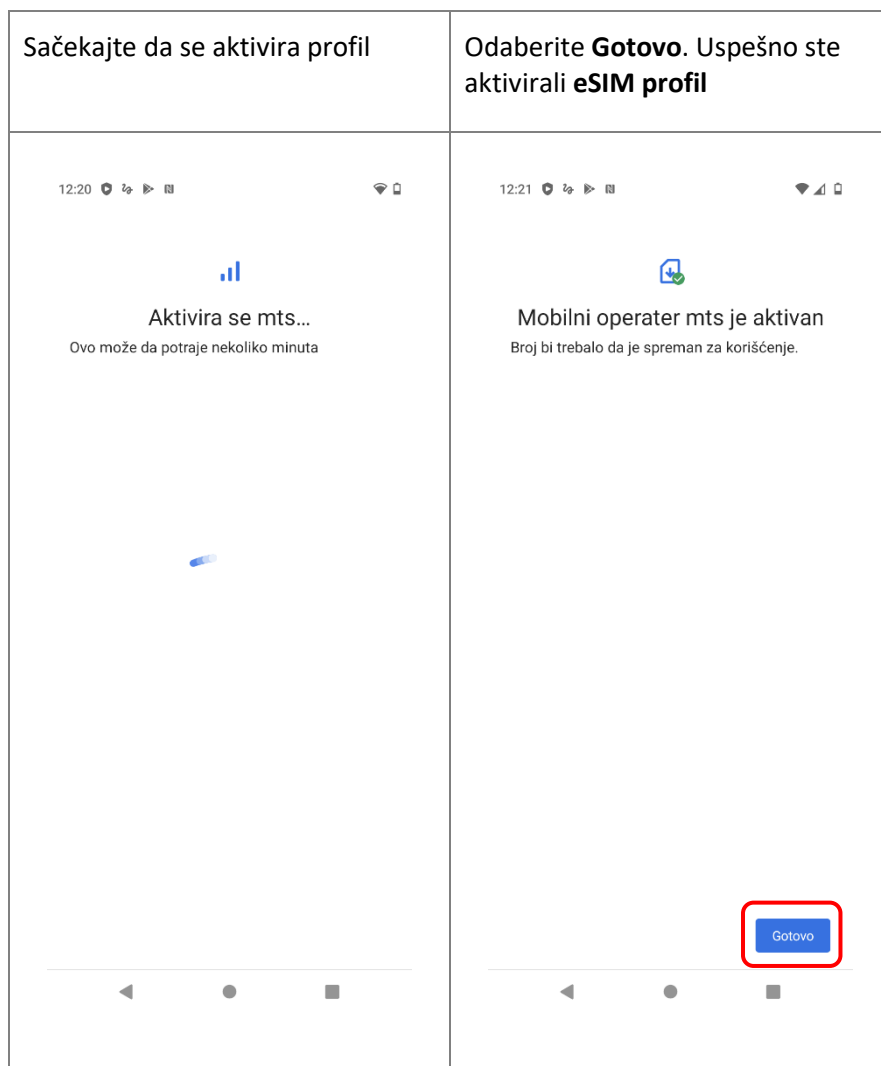 Sačekajte da se aktivira profil
Odaberite Gotovo. Uspešno ste
aktivirali eSIM profil
12:20
Aktivira se mts...
Ovo može da potraje nekoliko minuta
12:21
Mobilni operater mts je aktivan
Broj bi trebalo da je spreman za korišćenje.
Gotovo